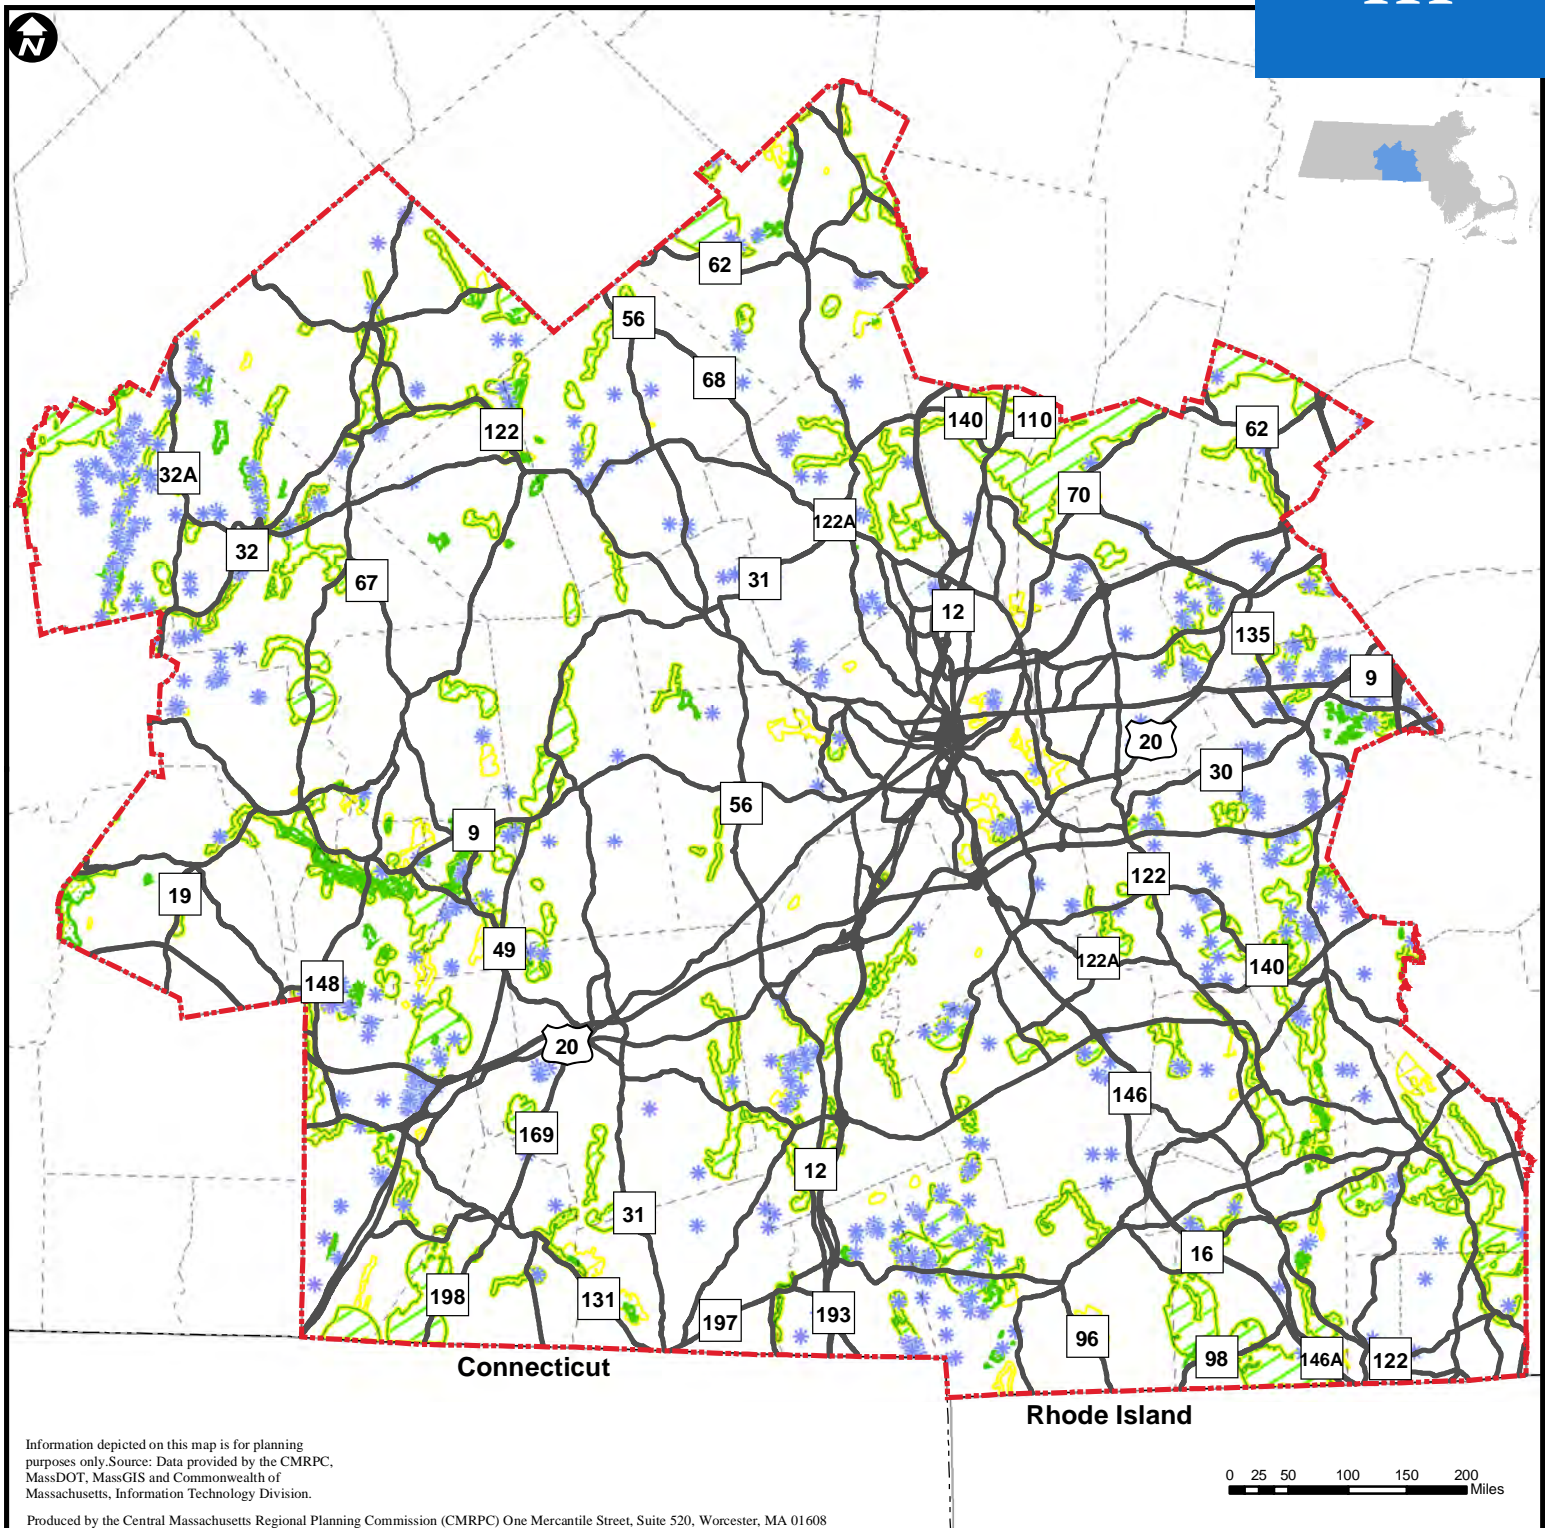 N
62
56
68
140
110
62
122
32A
70
122A
32
67
31
12
135
9
20
30
56
9
122
19
49
122A
140
148
20
146
169
12
31
16
198
131
197
193
96
98
146A
122
Connecticut
Rhode Island
Information depicted on this map is for planning
purposes only.Source: Data provided by the CMRPC,
MassDOT, MassGIS and Commonwealth of
Massachusetts, Information Technology Division.
0 25 50 100 150 200
Miles
Produced by the Central Massachusetts Regional Planning Commission (CMRPC) One Mercantile Street, Suite 520, Worcester, MA 01608